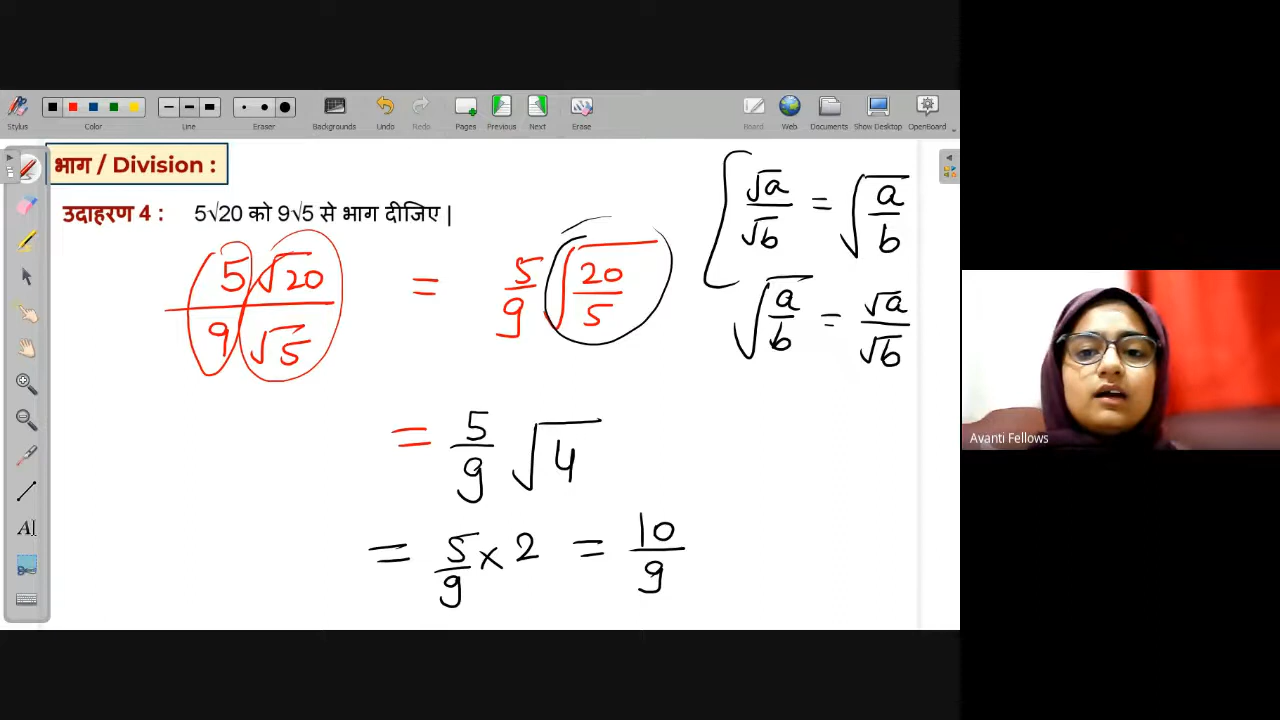 Stylus Color Line Eraser Backgrounds Undo Redo Pages Previous Next Erase Board Web Documents Show Desktop OpenBoard
भाग / Division :
उदाहरण 4 : 5√20 को 9√5 से भाग दीजिए |
5√20 / 9√5 = 5/9 √(20/5)
√a / √b = √(a/b)
√(a/b) = √a / √b
= 5/9 √4
= 5/9 × 2 = 10/9
Avanti Fellows